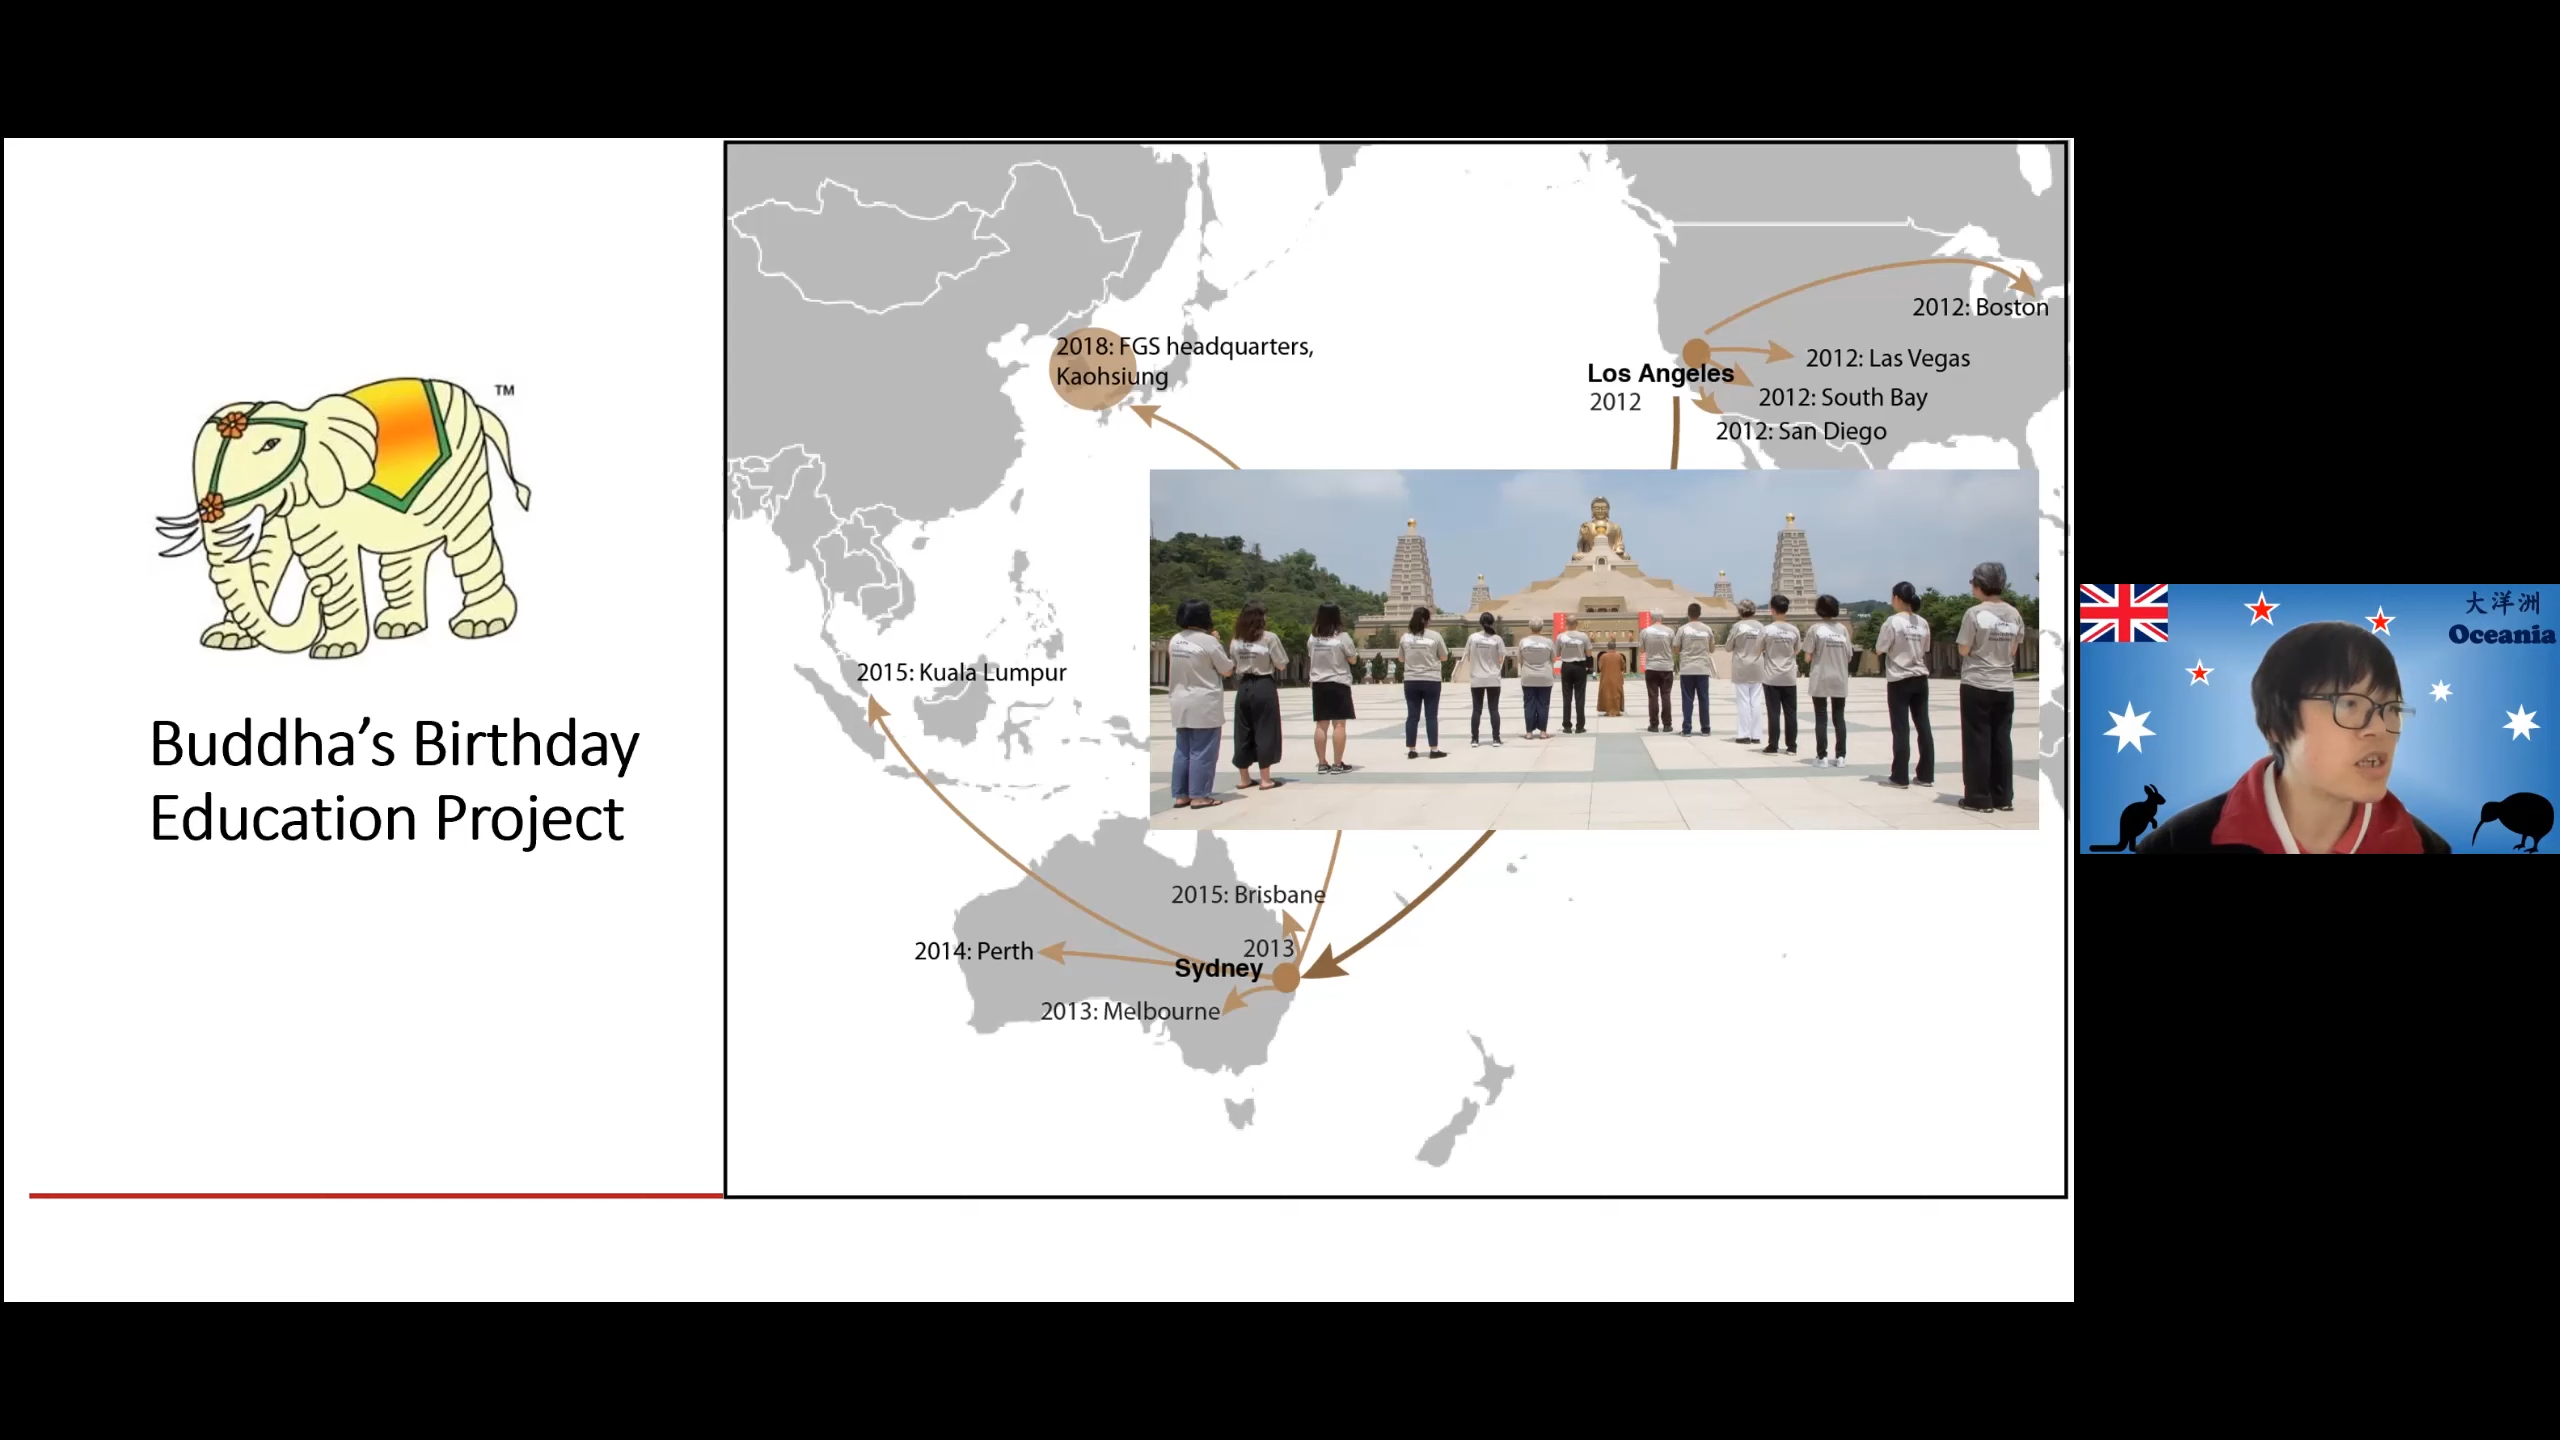 TM
Buddha’s Birthday
Education Project
2018: FGS headquarters,
Kaohsiung
2012: Boston
2012: Las Vegas
Los Angeles
2012
2012: South Bay
2012: San Diego
2015: Kuala Lumpur
2015: Brisbane
2014: Perth
2013
Sydney
2013: Melbourne
大洋洲
Oceania